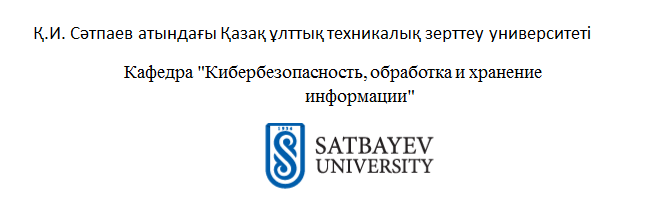 Қ.И. Сәтпаев атындағы Қазақ ұлттық техникалық зерттеу университеті
Кафедра "Кибербезопасность, обработка и хранение
информации"
1934
SATBAYEV
UNIVERSITY